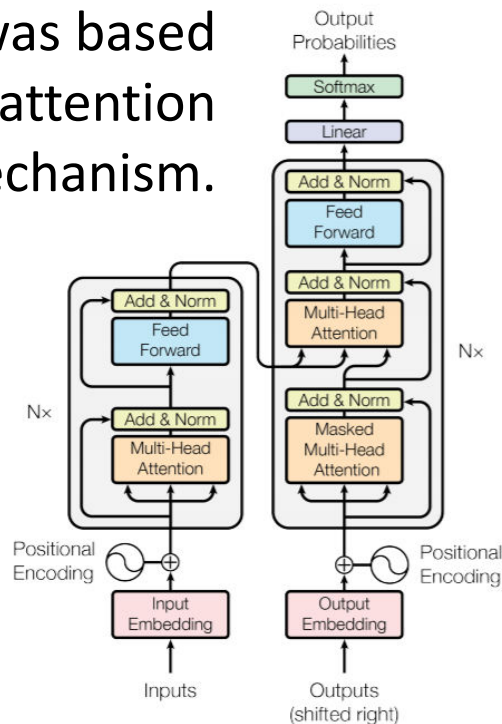 was based
attention
echanism.
Output
Probabilities
Softmax
Linear
Add & Norm
Feed
Forward
Add & Norm
Multi-Head
Attention
Nx
Add & Norm
Masked
Multi-Head
Attention
Positional
Encoding
Output
Embedding
Outputs
(shifted right)
Add & Norm
Feed
Forward
Nx
Add & Norm
Multi-Head
Attention
Positional
Encoding
Input
Embedding
Inputs